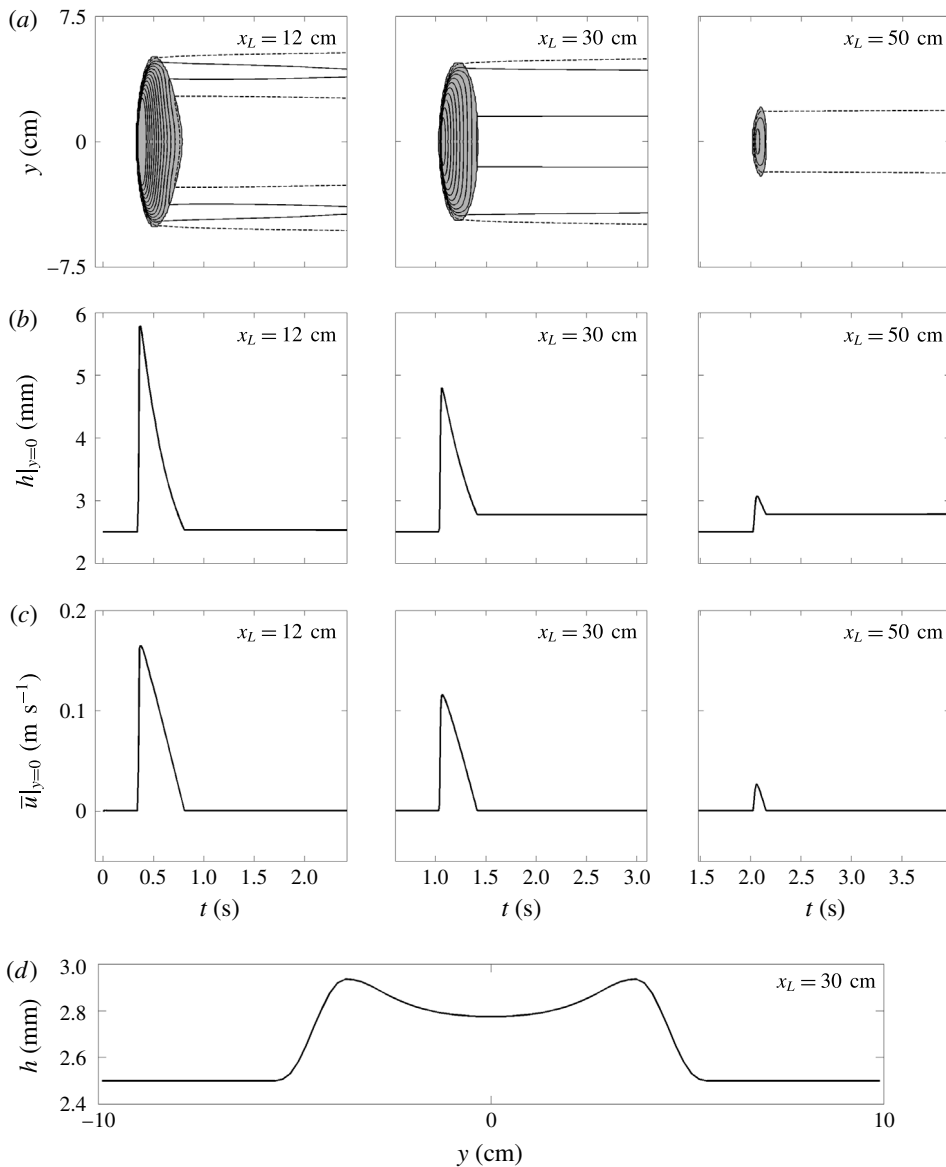 (a)
7.5
0
−7.5
y (cm)
x_L = 12 cm
x_L = 30 cm
x_L = 50 cm
(b)
6
5
4
3
2
h|y=0 (mm)
x_L = 12 cm
x_L = 30 cm
x_L = 50 cm
(c)
0.2
0.1
0
u̅|y=0 (m s−1)
x_L = 12 cm
x_L = 30 cm
x_L = 50 cm
0 0.5 1.0 1.5 2.0
1.0 1.5 2.0 2.5 3.0
1.5 2.0 2.5 3.0 3.5
t (s)
t (s)
t (s)
(d)
3.0
2.8
2.6
2.4
h (mm)
x_L = 30 cm
−10 0 10
y (cm)